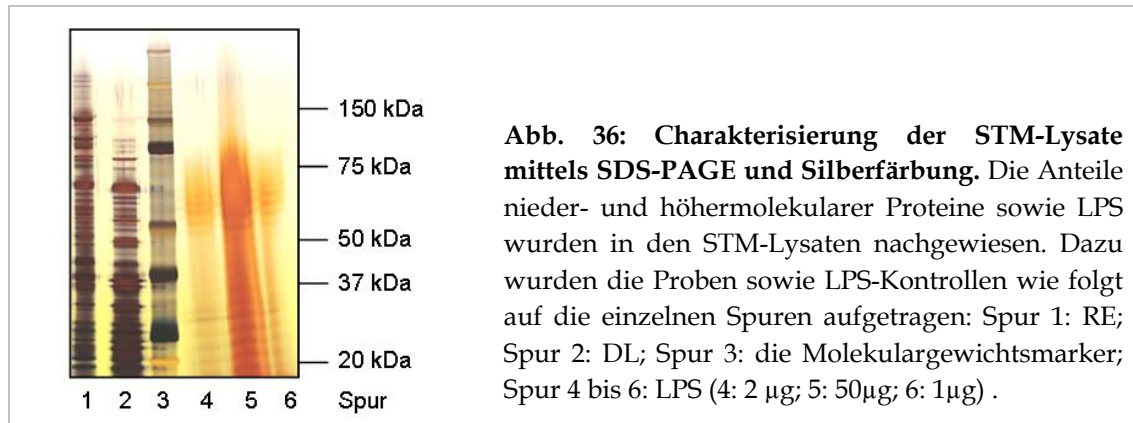 150 kDa
75 kDa
50 kDa
37 kDa
20 kDa
1 2 3 4 5 6 Spur
Abb. 36: Charakterisierung der STM-Lysate
mittels SDS-PAGE und Silberfärbung. Die Anteile
nieder- und höhermolekularer Proteine sowie LPS
wurden in den STM-Lysaten nachgewiesen. Dazu
wurden die Proben sowie LPS-Kontrollen wie folgt
auf die einzelnen Spuren aufgetragen: Spur 1: RE;
Spur 2: DL; Spur 3: die Molekulargewichtsmarker;
Spur 4 bis 6: LPS (4: 2 µg; 5: 50µg; 6: 1µg) .